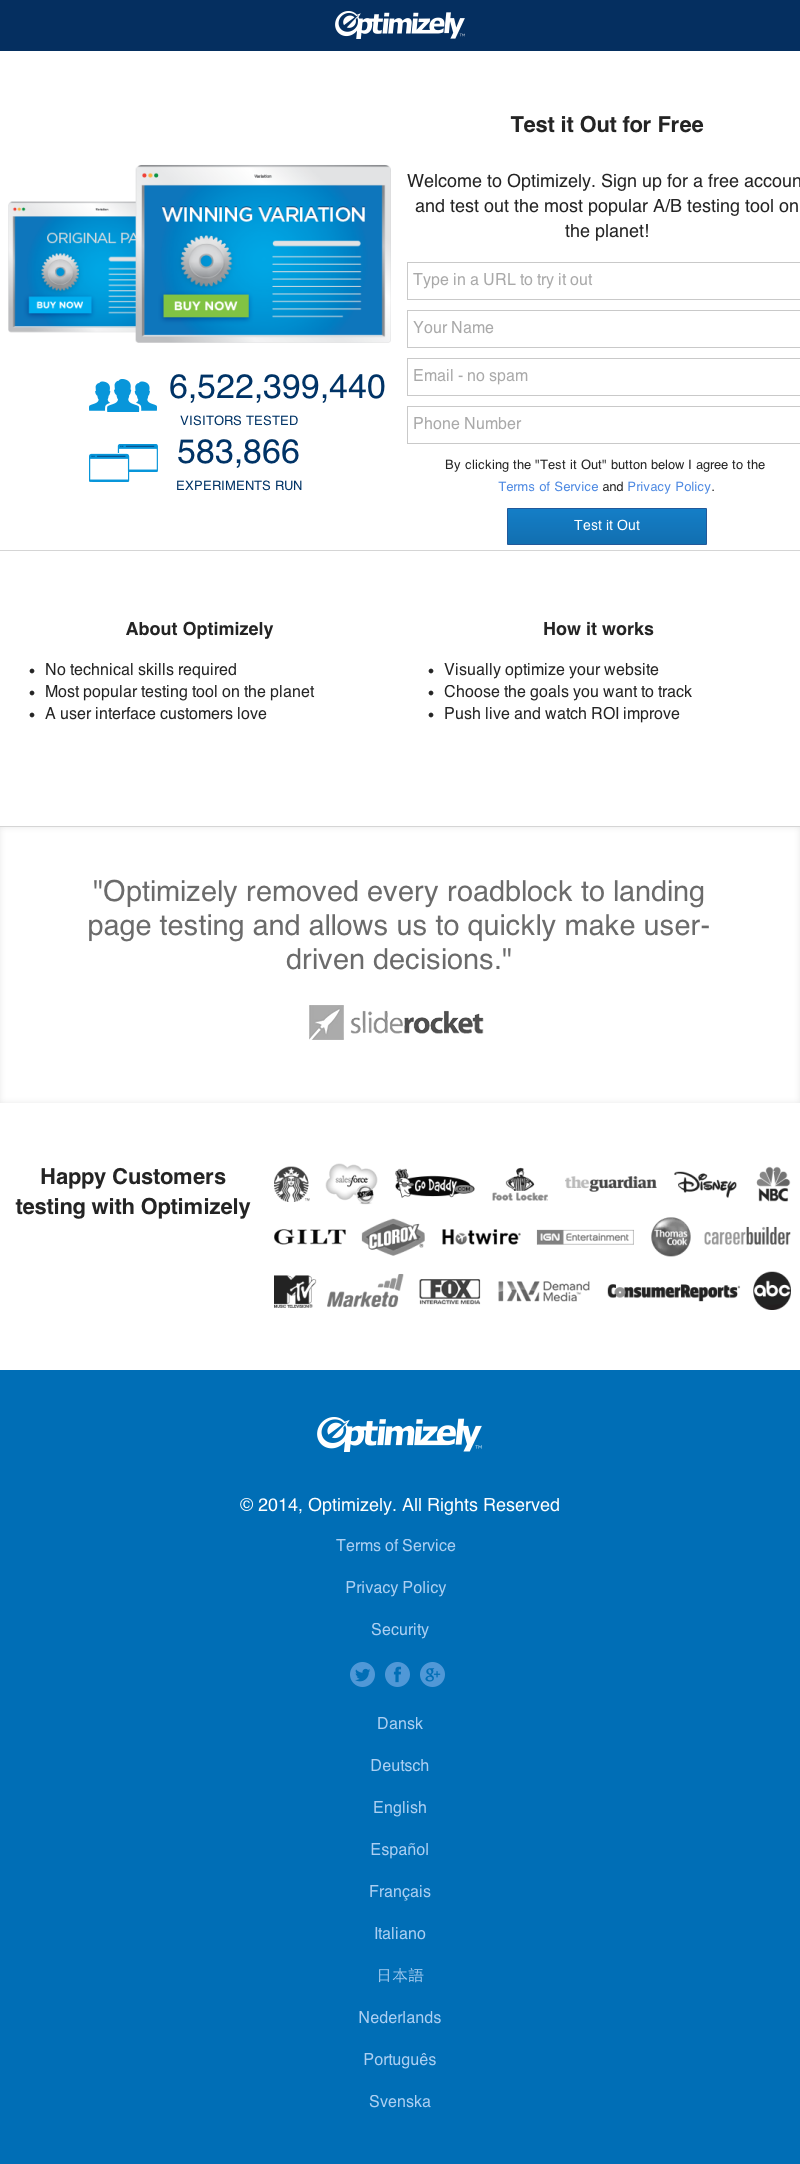 Optimizely
Test it Out for Free
Welcome to Optimizely. Sign up for a free accoun
and test out the most popular A/B testing tool on
the planet!
Variation
WINNING VARIATION
BUY NOW
ORIGINAL PA
BUY NOW
Type in a URL to try it out
Your Name
Email - no spam
Phone Number
6,522,399,440
VISITORS TESTED
583,866
EXPERIMENTS RUN
By clicking the "Test it Out" button below I agree to the
Terms of Service and Privacy Policy.
Test it Out
About Optimizely
• No technical skills required
• Most popular testing tool on the planet
• A user interface customers love
How it works
• Visually optimize your website
• Choose the goals you want to track
• Push live and watch ROI improve
"Optimizely removed every roadblock to landing
page testing and allows us to quickly make user-
driven decisions."
sliderocket
Happy Customers
testing with Optimizely
salesforce Go Daddy.com Foot Locker theguardian Disney NBC
GILT CLOROX Hotwire IGN Entertainment Thomas Cook careerbuilder
MTV MUSIC TELEVISION Marketo FOX INTERACTIVE MEDIA Demand Media ConsumerReports abc
Optimizely
© 2014, Optimizely. All Rights Reserved
Terms of Service
Privacy Policy
Security
Dansk
Deutsch
English
Español
Français
Italiano
日本語
Nederlands
Português
Svenska